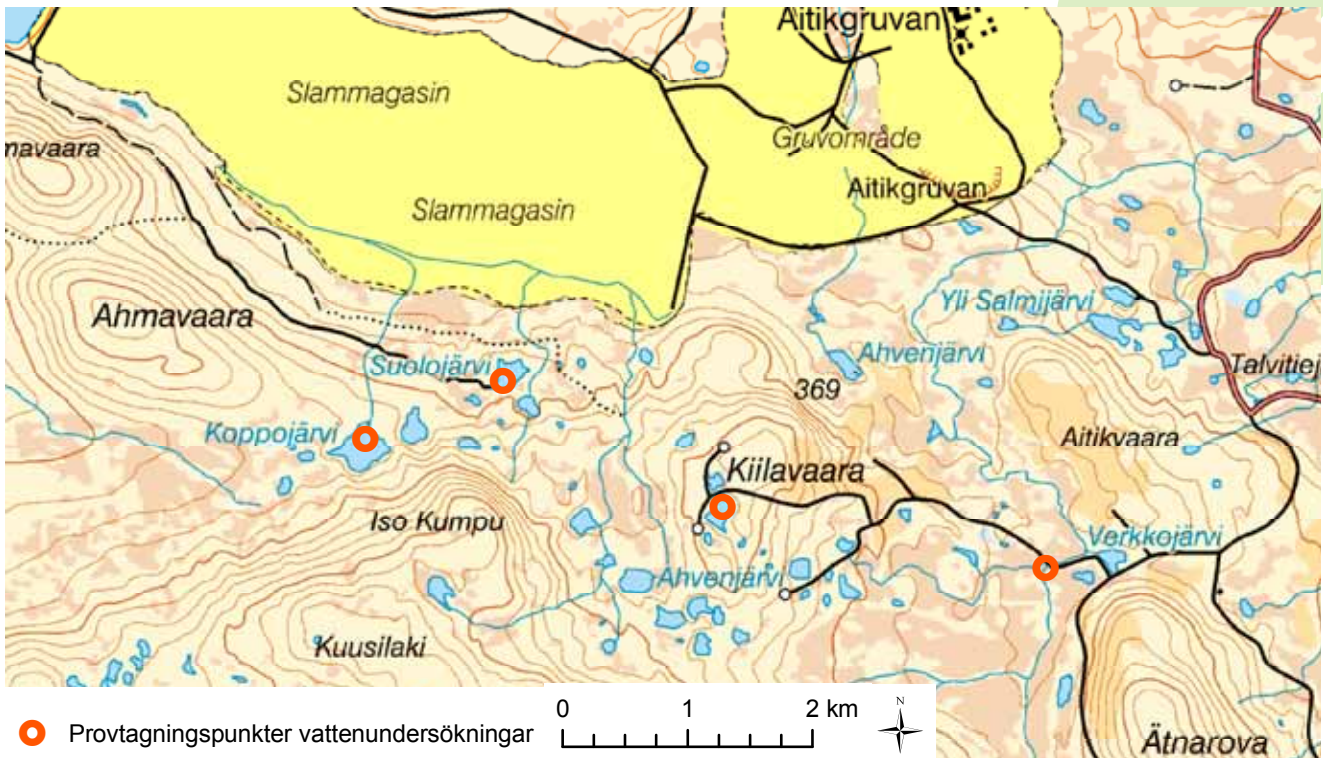 Aitikgruvan
Slammagasin
Gruvområde
mavaara
Aitikgruvan
Slammagasin
Yli Salmijärvi
Ahmavaara
Suolojärvi
Ahvenjärvi
Talvitiej
369
Koppojärvi
Aitikvaara
Kiilavaara
Iso Kumpu
Verkkojärvi
Ahvenjärvi
Kuusilaki
Ätnarova
0 1 2 km
N
Provtagningspunkter vattenundersökningar